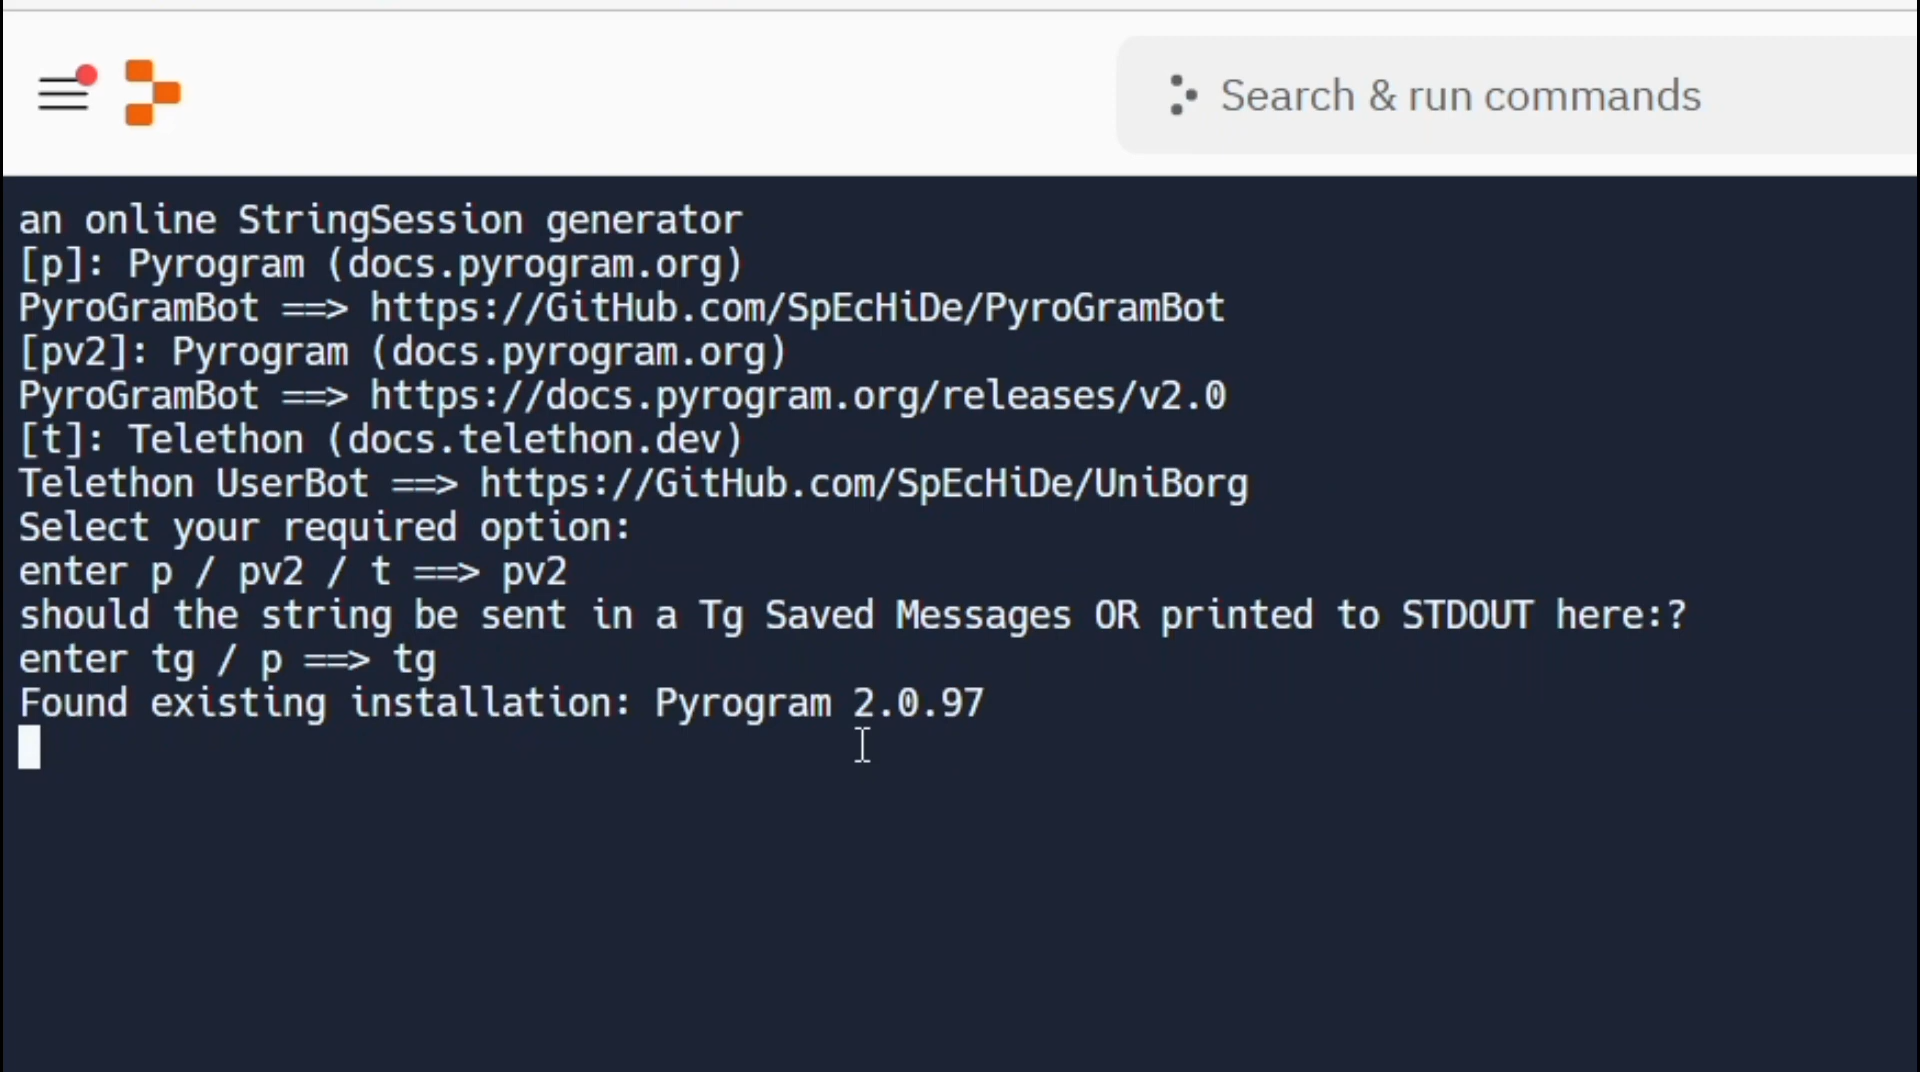 Search & run commands
an online StringSession generator
[p]: Pyrogram (docs.pyrogram.org)
PyroGramBot ==> https://GitHub.com/SpEcHiDe/PyroGramBot
[pv2]: Pyrogram (docs.pyrogram.org)
PyroGramBot ==> https://docs.pyrogram.org/releases/v2.0
[t]: Telethon (docs.telethon.dev)
Telethon UserBot ==> https://GitHub.com/SpEcHiDe/UniBorg
Select your required option:
enter p / pv2 / t ==> pv2
should the string be sent in a Tg Saved Messages OR printed to STDOUT here:?
enter tg / p ==> tg
Found existing installation: Pyrogram 2.0.97